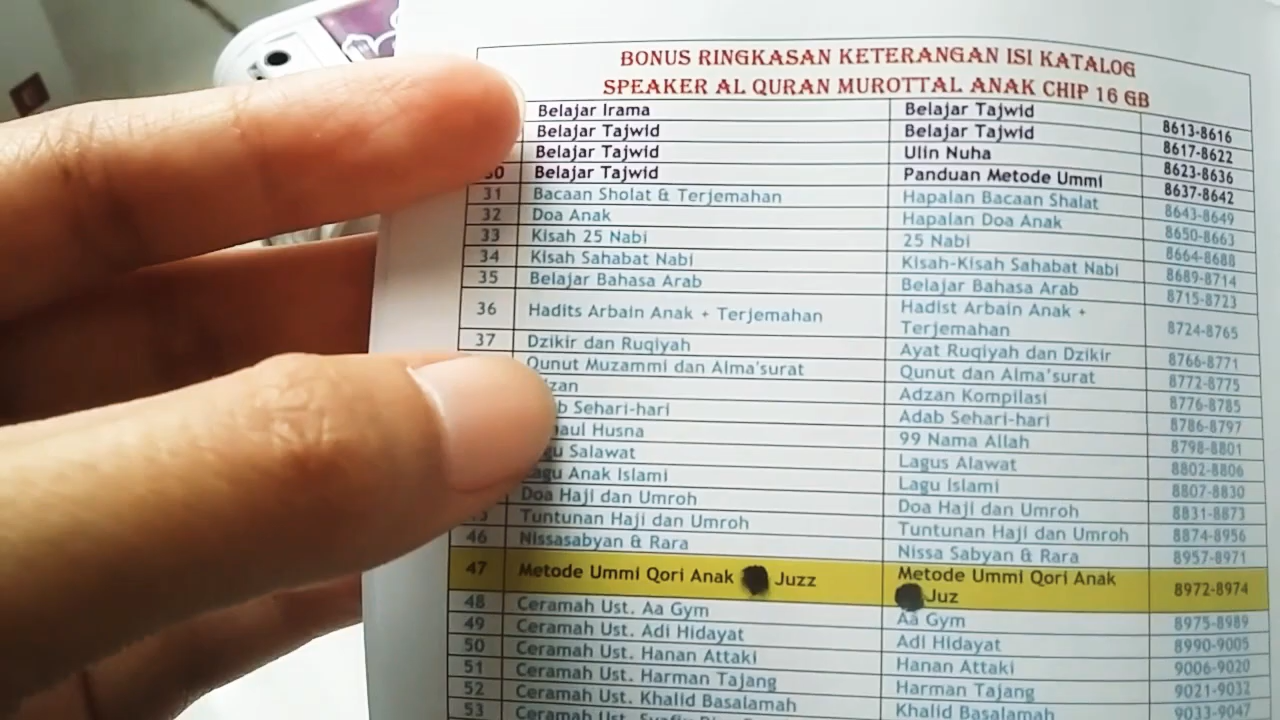 BONUS RINGKASAN KETERANGAN ISI KATALOG
SPEAKER AL QURAN MUROTTAL ANAK CHIP 16 GB
Belajar Irama Belajar Tajwid 8613-8616
Belajar Tajwid Belajar Tajwid 8617-8622
Belajar Tajwid Ulin Nuha 8623-8636
Belajar Tajwid Panduan Metode Ummi 8637-8642
31 Bacaan Sholat & Terjemahan Hapalan Bacaan Shalat 8643-8649
32 Doa Anak Hapalan Doa Anak 8650-8663
33 Kisah 25 Nabi 25 Nabi 8664-8688
34 Kisah Sahabat Nabi Kisah-Kisah Sahabat Nabi 8689-8714
35 Belajar Bahasa Arab Belajar Bahasa Arab 8715-8723
36 Hadits Arbain Anak + Terjemahan Hadist Arbain Anak +
Terjemahan 8724-8765
37 Dzikir dan Ruqiyah Ayat Ruqiyah dan Dzikir 8766-8771
Qunut Muzammi dan Alma'surat Qunut dan Alma'surat 8772-8775
Adzan Kompilasi 8776-8785
Sehari-hari Adab Sehari-hari 8786-8797
Husna 99 Nama Allah 8798-8801
Salawat Lagus Alawat 8802-8806
Anak Islami Lagu Islami 8807-8830
Doa Haji dan Umroh Doa Haji dan Umroh 8831-8873
Tuntunan Haji dan Umroh Tuntunan Haji dan Umroh 8874-8956
46 Nissasabyan & Rara Nissa Sabyan & Rara 8957-8971
47 Metode Ummi Qori Anak Juzz Metode Ummi Qori Anak
Juz 8972-8974
48 Ceramah Ust. Aa Gym Aa Gym 8975-8989
49 Ceramah Ust. Adi Hidayat Adi Hidayat 8990-9005
50 Ceramah Ust. Hanan Attaki Hanan Attaki 9006-9020
51 Ceramah Ust. Harman Tajang Harman Tajang 9021-9032
52 Ceramah Ust. Khalid Basalamah Khalid Basalamah 9033-9047
53 Ceramah Ust.